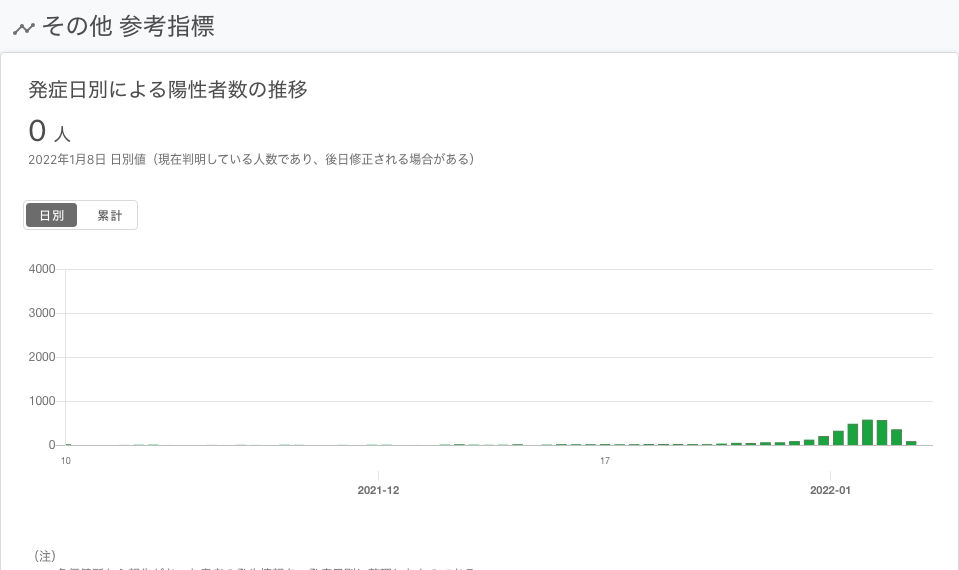 その他 参考指標
発症日別による陽性者数の推移
0 人
2022年1月8日 日別値（現在判明している人数であり、後日修正される場合がある）
日別 累計
4000
3000
2000
1000
0
10 17
2021-12 2022-01
（注）